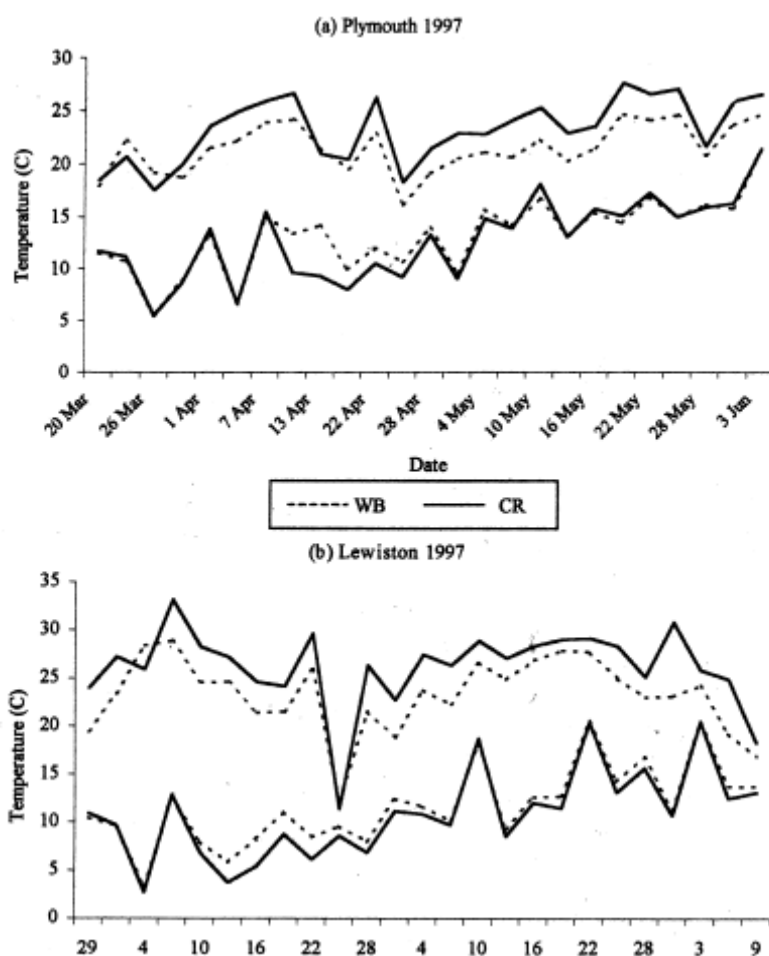 (a) Plymouth 1997
30
25
20
15
10
5
0
Temperature (C)
20 Mar
26 Mar
1 Apr
7 Apr
13 Apr
22 Apr
28 Apr
4 May
10 May
16 May
22 May
28 May
3 Jun
Date
WB CR
(b) Lewiston 1997
35
30
25
20
15
10
5
0
Temperature (C)
29 4 10 16 22 28 4 10 16 22 28 3 9